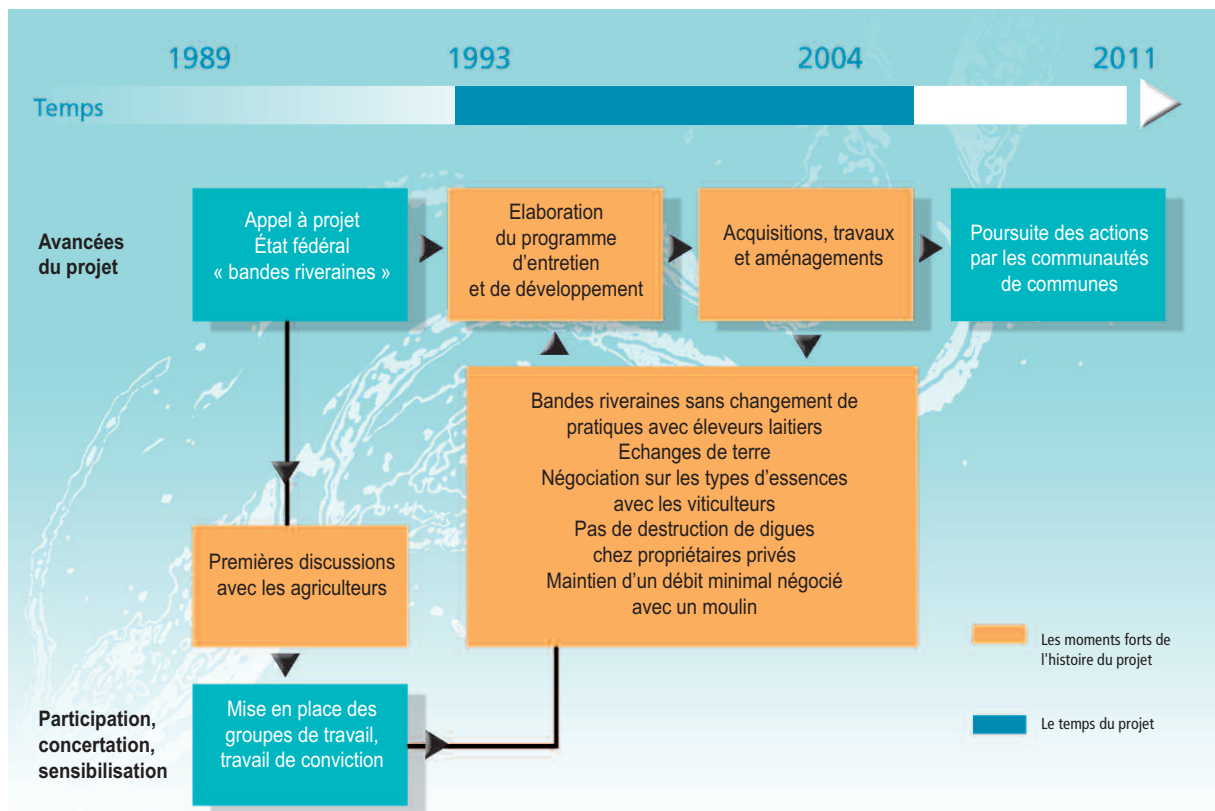 1989
1993
2004
2011
Temps
Avancées
du projet
Appel à projet
État fédéral
« bandes riveraines »
Elaboration
du programme
d’entretien
et de développement
Acquisitions, travaux
et aménagements
Poursuite des actions
par les communautés
de communes
Bandes riveraines sans changement de
pratiques avec éleveurs laitiers
Echanges de terre
Négociation sur les types d’essences
avec les viticulteurs
Pas de destruction de digues
chez propriétaires privés
Maintien d’un débit minimal négocié
avec un moulin
Premières discussions
avec les agriculteurs
Les moments forts de
l'histoire du projet
Participation,
concertation,
sensibilisation
Mise en place des
groupes de travail,
travail de conviction
Le temps du projet